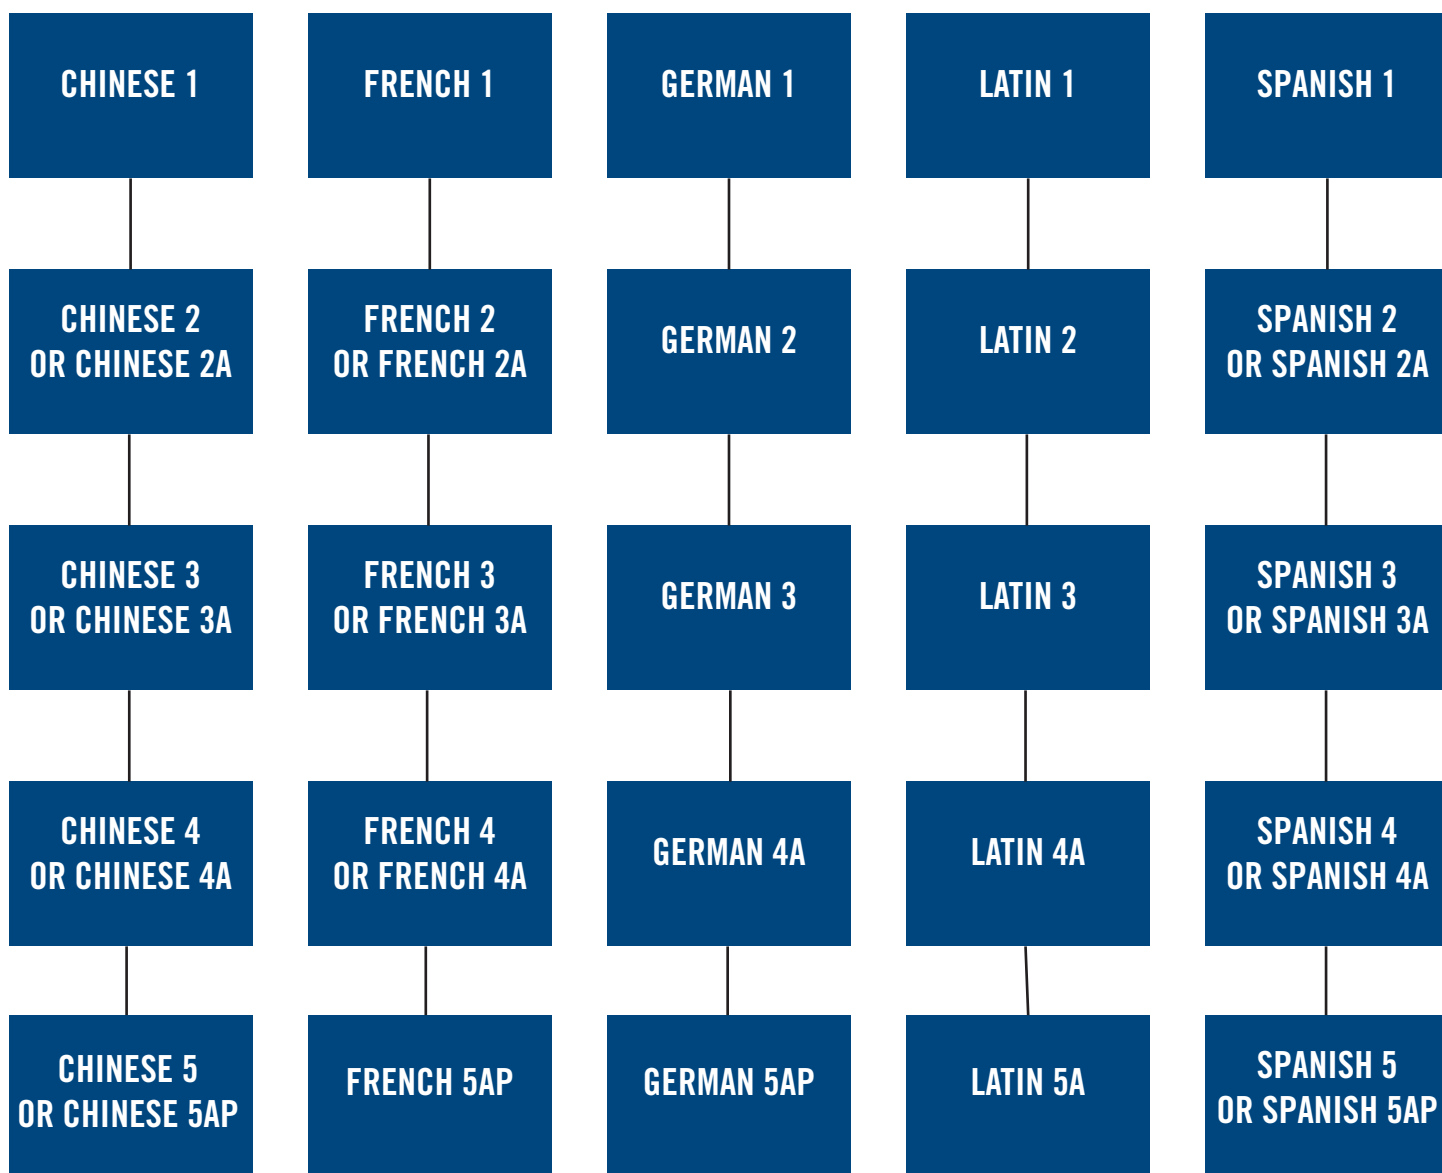 CHINESE 1
FRENCH 1
GERMAN 1
LATIN 1
SPANISH 1
CHINESE 2
OR CHINESE 2A
FRENCH 2
OR FRENCH 2A
GERMAN 2
LATIN 2
SPANISH 2
OR SPANISH 2A
CHINESE 3
OR CHINESE 3A
FRENCH 3
OR FRENCH 3A
GERMAN 3
LATIN 3
SPANISH 3
OR SPANISH 3A
CHINESE 4
OR CHINESE 4A
FRENCH 4
OR FRENCH 4A
GERMAN 4A
LATIN 4A
SPANISH 4
OR SPANISH 4A
CHINESE 5
OR CHINESE 5AP
FRENCH 5AP
GERMAN 5AP
LATIN 5A
SPANISH 5
OR SPANISH 5AP